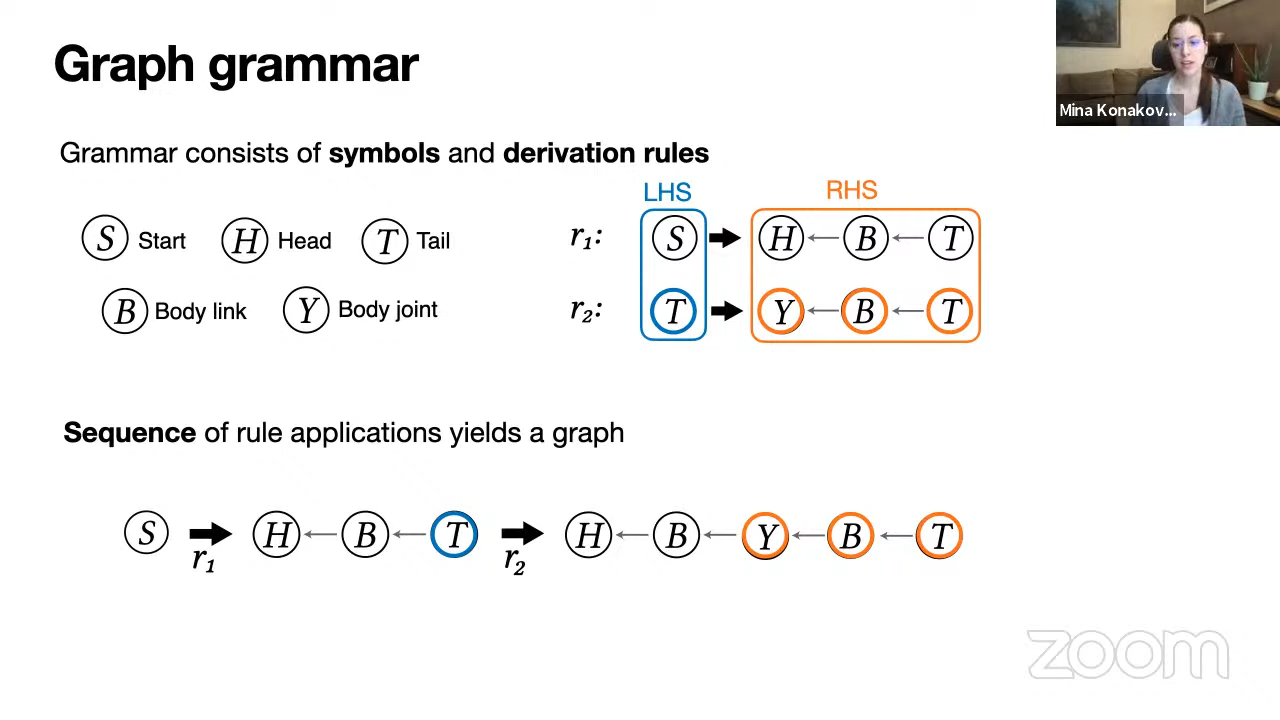 Graph grammar
Mina Konakov...
Grammar consists of symbols and derivation rules
LHS RHS
S Start H Head T Tail
r1: S H B T
B Body link Y Body joint
r2: T Y B T
Sequence of rule applications yields a graph
S r1 H B T r2 H B Y B T
zoom